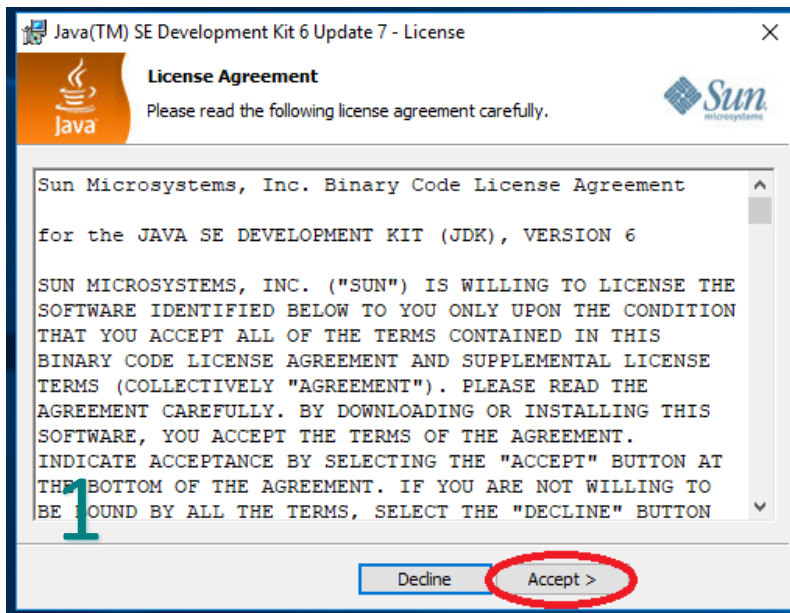 Java(TM) SE Development Kit 6 Update 7 - License
License Agreement
Please read the following license agreement carefully.
Java
Sun
microsystems
Sun Microsystems, Inc. Binary Code License Agreement
for the JAVA SE DEVELOPMENT KIT (JDK), VERSION 6
SUN MICROSYSTEMS, INC. ("SUN") IS WILLING TO LICENSE THE
SOFTWARE IDENTIFIED BELOW TO YOU ONLY UPON THE CONDITION
THAT YOU ACCEPT ALL OF THE TERMS CONTAINED IN THIS
BINARY CODE LICENSE AGREEMENT AND SUPPLEMENTAL LICENSE
TERMS (COLLECTIVELY "AGREEMENT"). PLEASE READ THE
AGREEMENT CAREFULLY. BY DOWNLOADING OR INSTALLING THIS
SOFTWARE, YOU ACCEPT THE TERMS OF THE AGREEMENT.
INDICATE ACCEPTANCE BY SELECTING THE "ACCEPT" BUTTON AT
THE BOTTOM OF THE AGREEMENT. IF YOU ARE NOT WILLING TO
BE BOUND BY ALL THE TERMS, SELECT THE "DECLINE" BUTTON
1
Decline
Accept >